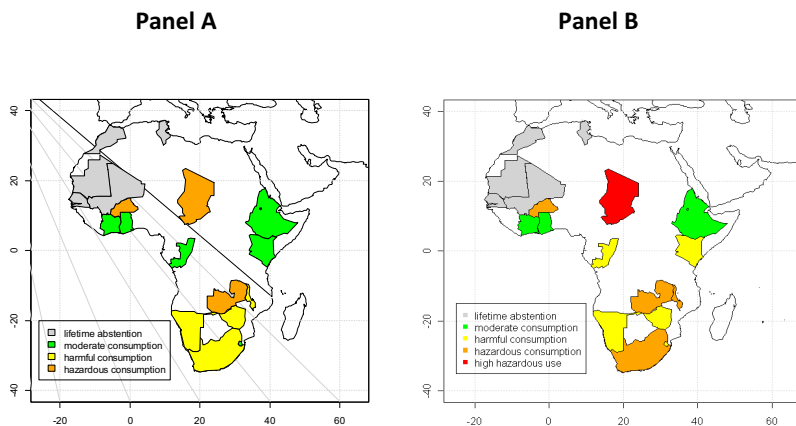 Panel A
Panel B
40
20
0
20
40
-20
0
20
40
60
lifetime abstention
moderate consumption
harmful consumption
hazardous consumption
40
20
0
20
40
-20
0
20
40
60
lifetime abstention
moderate consumption
harmful consumption
hazardous consumption
high hazardous use